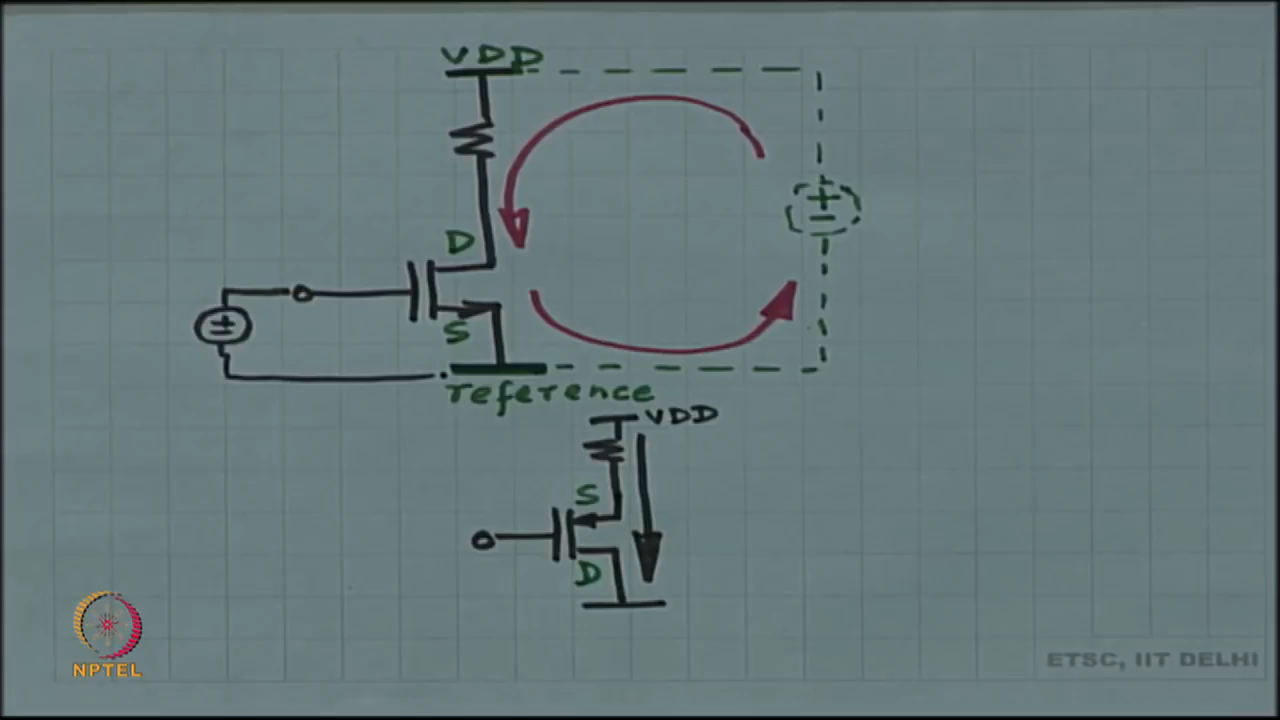 VDD
+
-
D
±
S
reference
VDD
S
D
NPTEL
ETSC, IIT DELHI